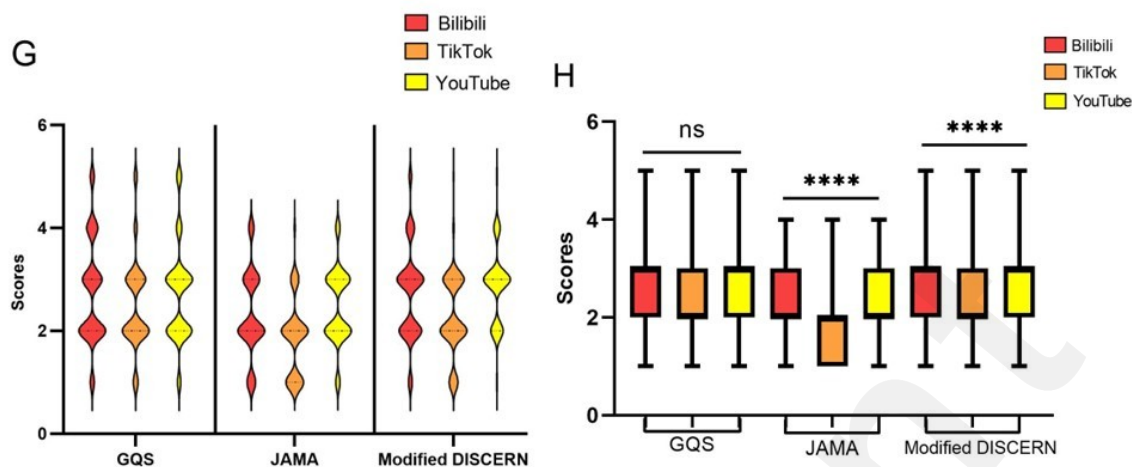 G
Bilibili
TikTok
YouTube
Scores
6
4
2
0
GQS JAMA Modified DISCERN
H
Bilibili
TikTok
YouTube
Scores
6
4
2
0
ns
****
****
GQS JAMA Modified DISCERN